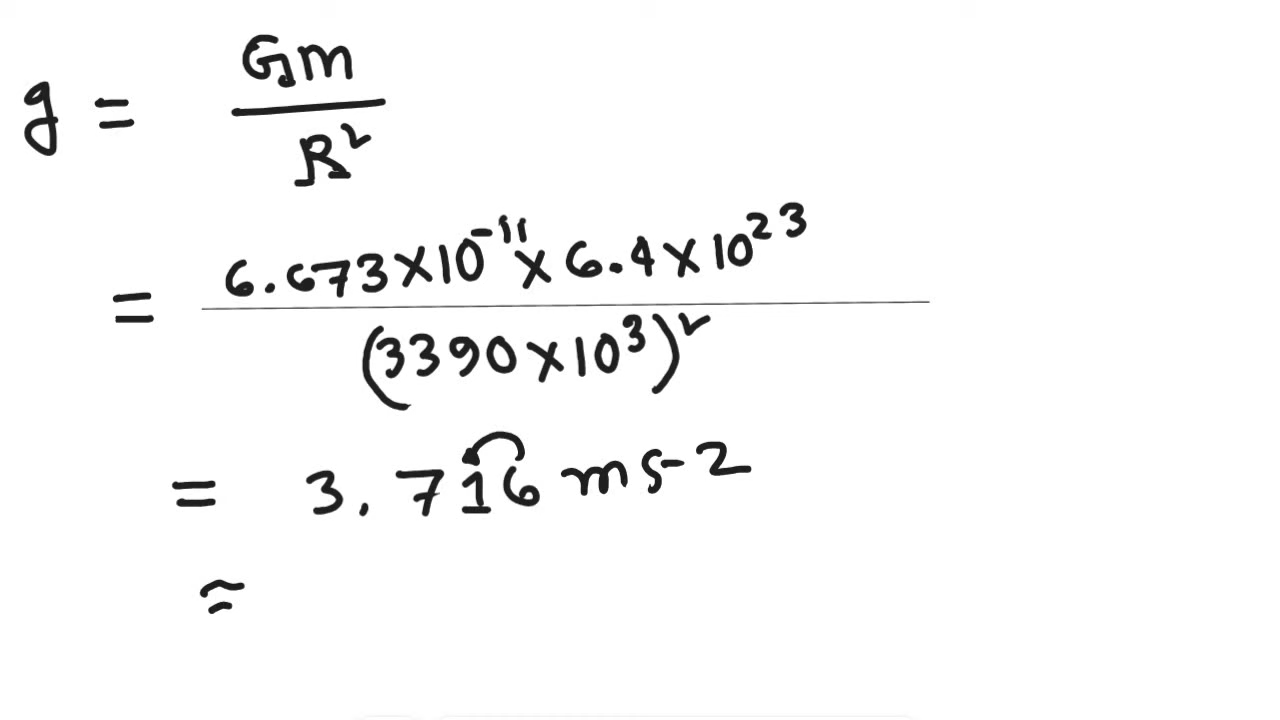 g = Gm / R²
= 6.673×10⁻¹¹×6.4×10²³ / (3390×10³)²
= 3.716 ms-2
≈